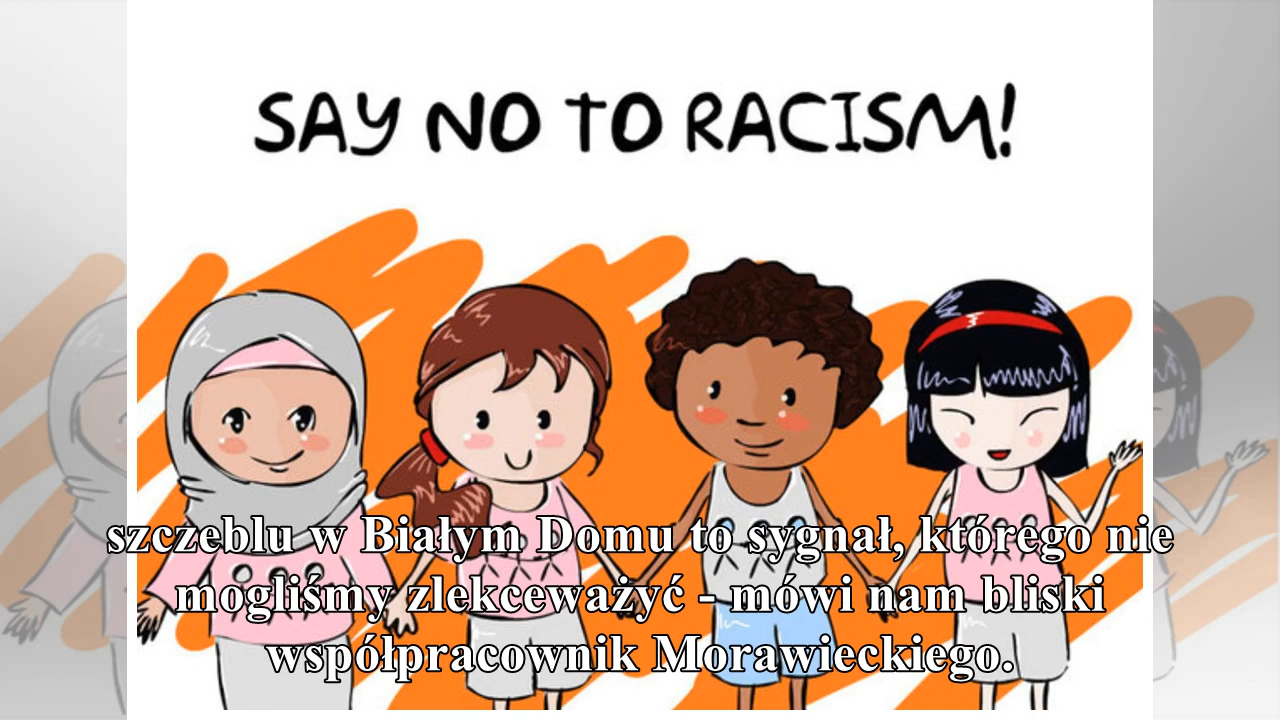 SAY NO TO RACISM!
szczeblu w Białym Domu to sygnał, którego nie
mogliśmy zlekceważyć - mówi nam bliski
współpracownik Morawieckiego.